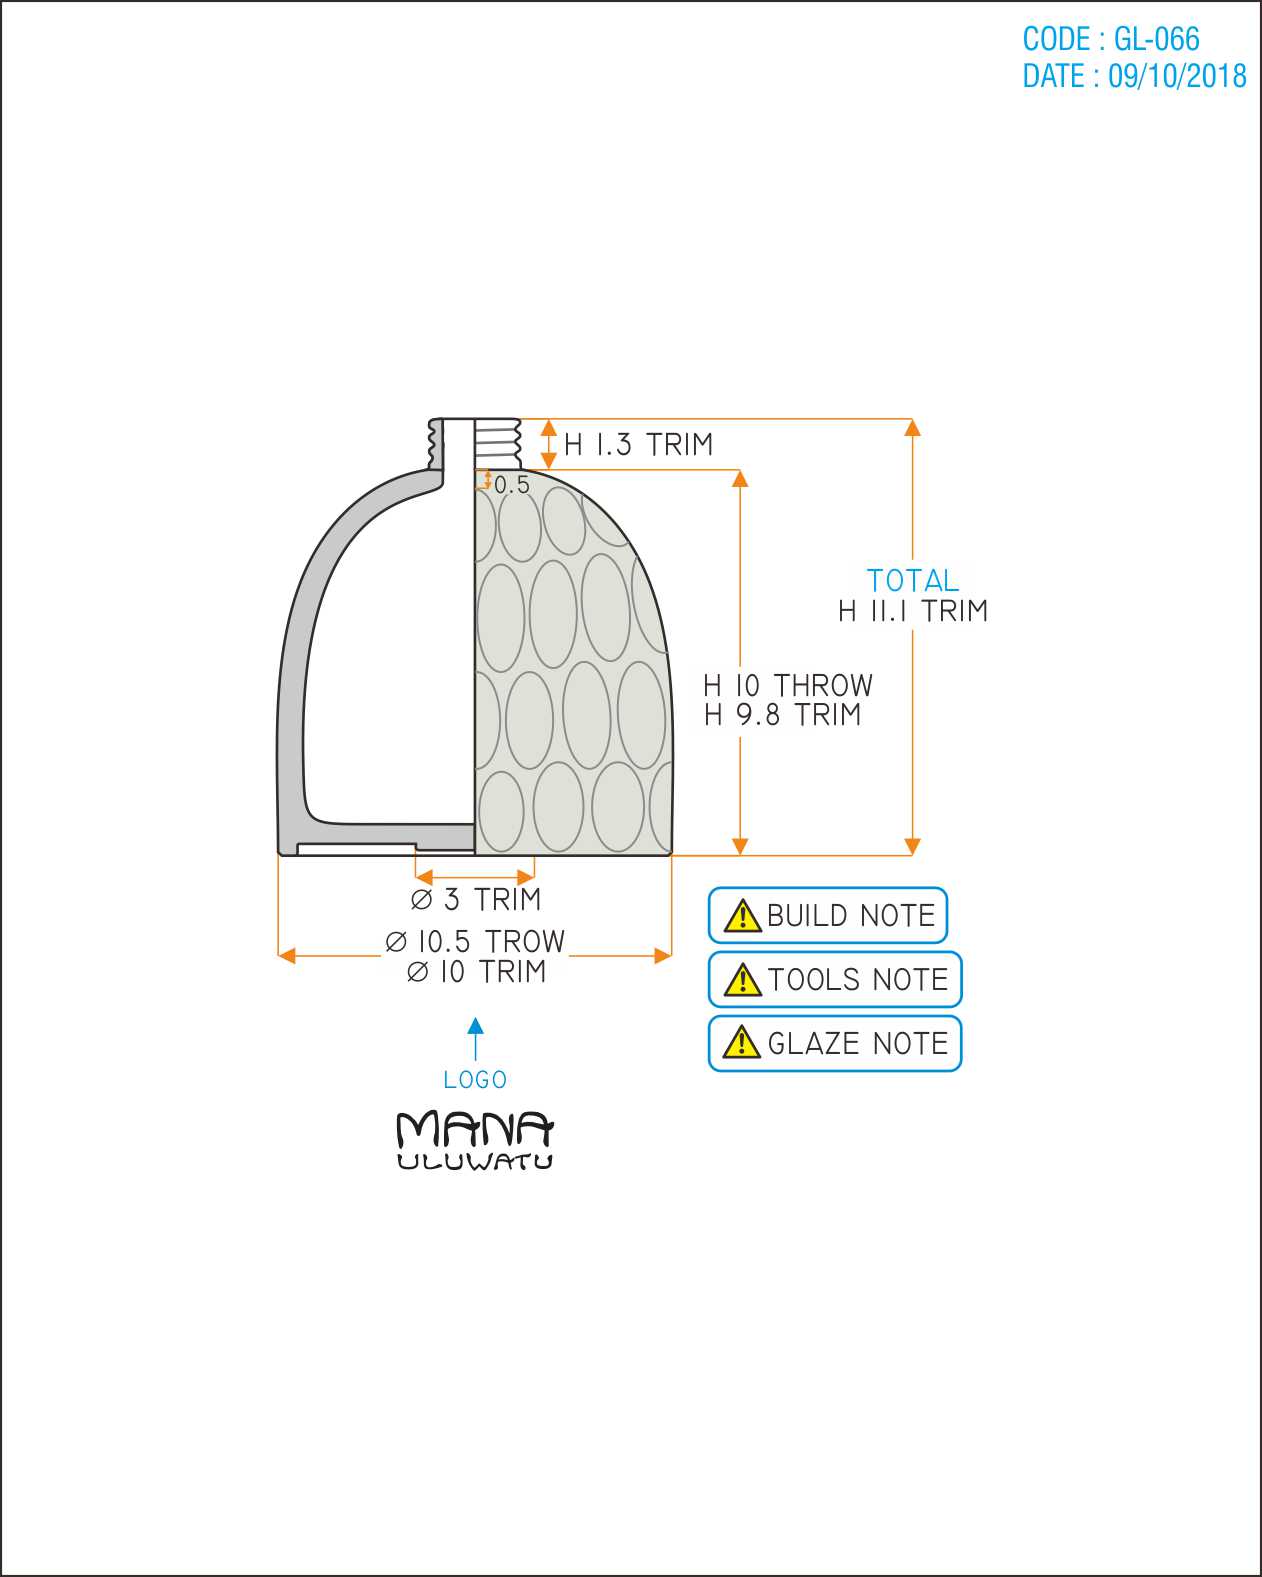 CODE : GL-066
DATE : 09/10/2018
H 1.3 TRIM
0.5
TOTAL
H 11.1 TRIM
H 10 THROW
H 9.8 TRIM
Ø 3 TRIM
Ø 10.5 TROW
Ø 10 TRIM
BUILD NOTE
TOOLS NOTE
GLAZE NOTE
LOGO
MANA
ULUWATU